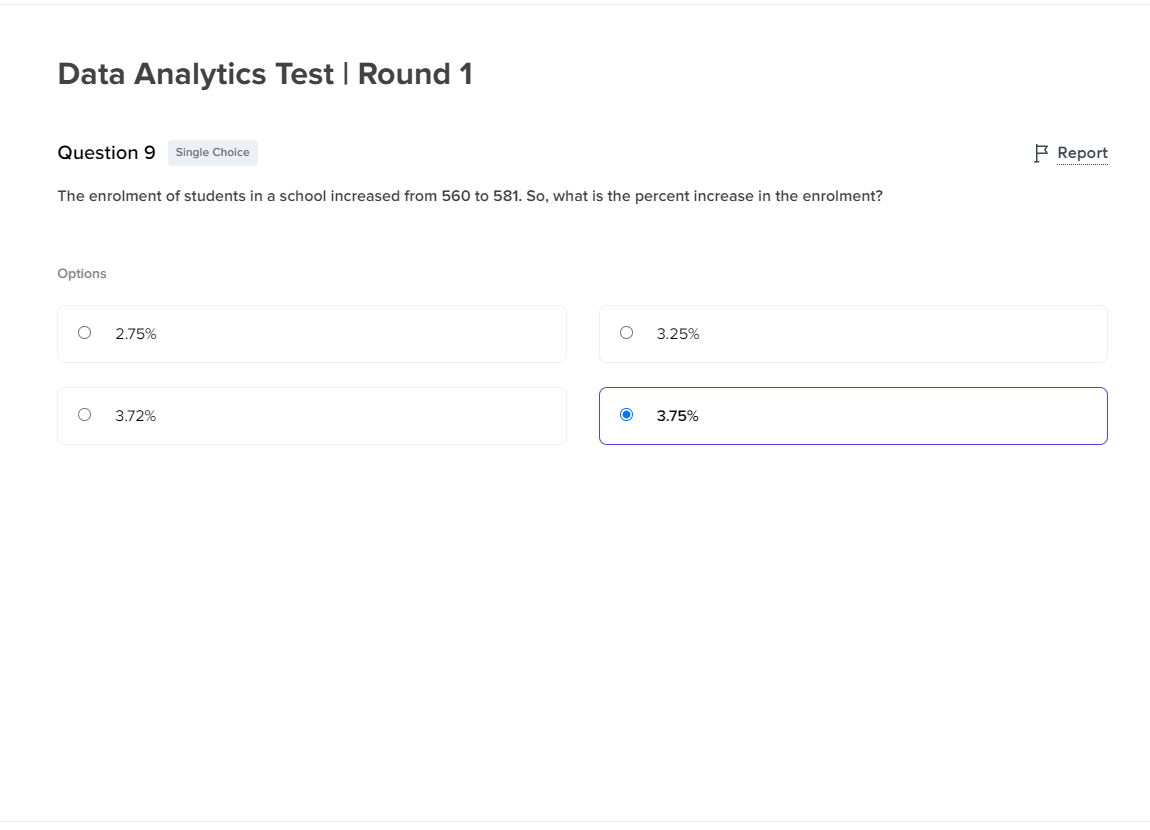 Data Analytics Test | Round 1
Question 9 Single Choice Report
The enrolment of students in a school increased from 560 to 581. So, what is the percent increase in the enrolment?
Options
2.75% 3.25%
3.72% 3.75%